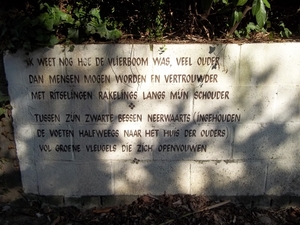 IK WEET NOG HOE DE VLIERBOOM WAS, VEEL OUDER
DAN MENSEN MOGEN WORDEN EN VERTROUWDER
MET RITSELINGEN RAKELINGS LANGS MIJN SCHOUDER
TUSSEN ZIJN ZWARTE BESSEN NEERWAARTS INGEHOUDEN
DE VOETEN HALFWEEGS NAAR HET HUIS DER OUDERS
VOL GROENE VLEUGELS DIE ZICH OPENVOUWEN